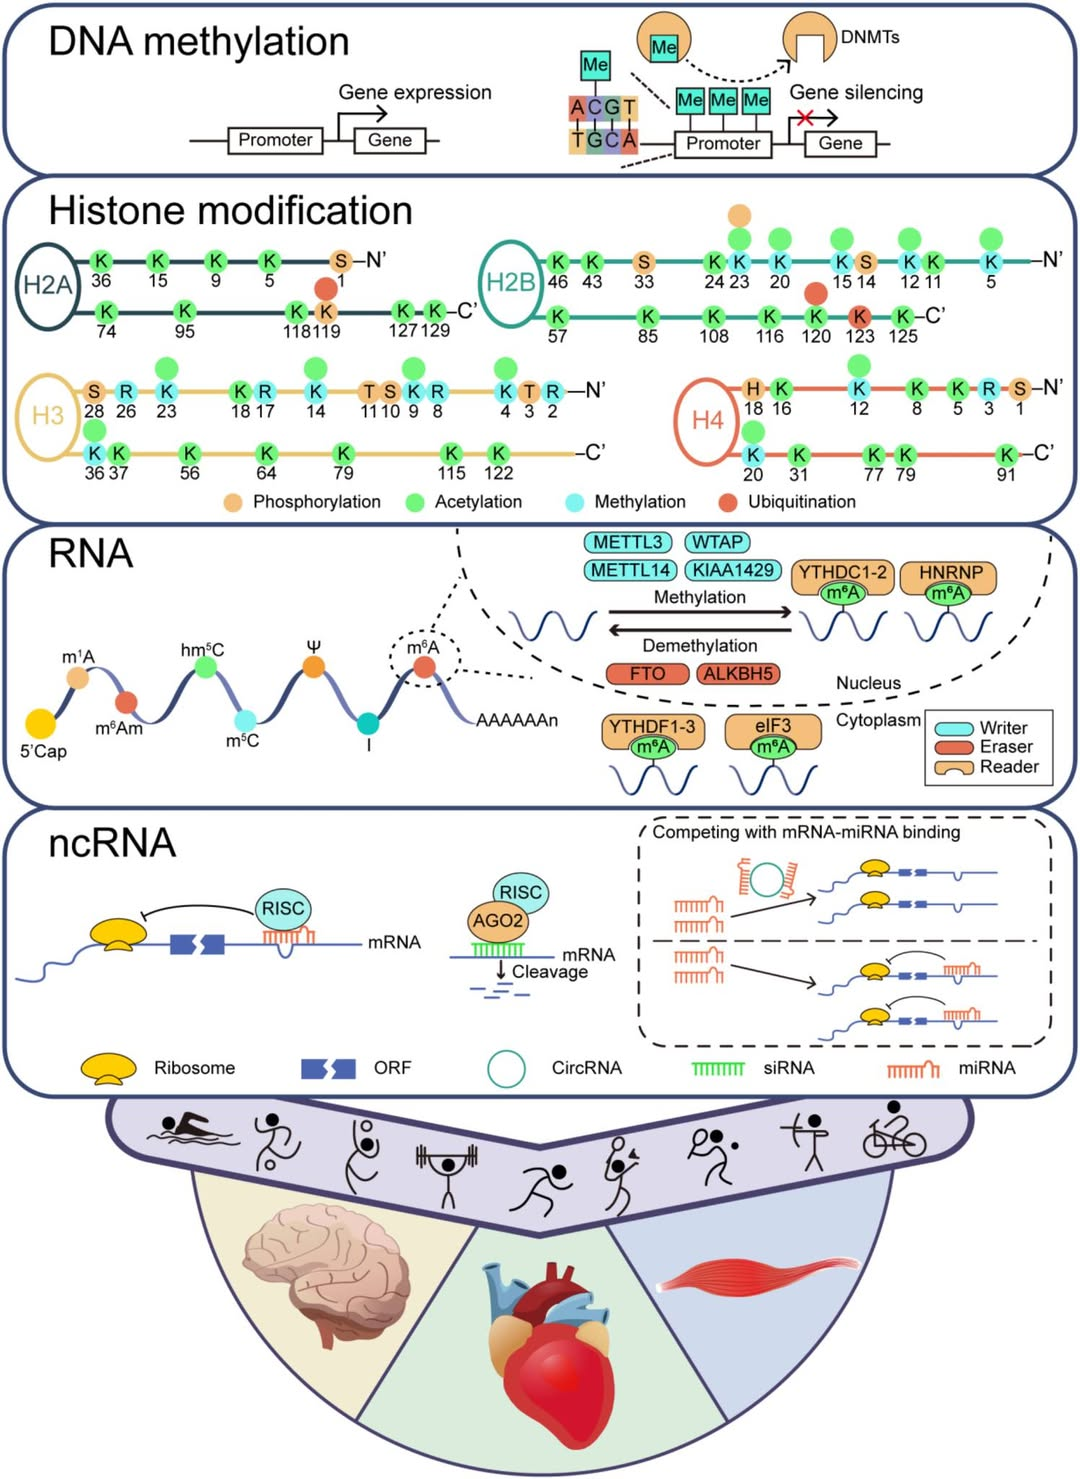 DNA methylation
Gene expression
Promoter Gene
Me
Me
DNMTs
A C G T
T G C A
Me Me Me
Gene silencing
Promoter Gene
Histone modification
H2A
K K K K S N’
36 15 9 5 1
K K K K K K C’
74 95 118 119 127 129
H2B
K K S K K K K S K K K N’
46 43 33 24 23 20 15 14 12 11 5
K K K K K K K C’
57 85 108 116 120 123 125
H3
S R K K R K T S K R K T R N’
28 26 23 18 17 14 11 10 9 8 4 3 2
K K K K K K K C’
36 37 56 64 79 115 122
H4
H K K K K R S N’
18 16 12 8 5 3 1
K K K K K C’
20 31 77 79 91
Phosphorylation Acetylation Methylation Ubiquitination
RNA
METTL3 WTAP
METTL14 KIAA1429
Methylation
Demethylation
FTO ALKBH5
YTHDC1-2 HNRNP
m⁶A m⁶A
Nucleus
Cytoplasm
m¹A
m⁶Am
hm⁵C
m⁵C
Ψ
I
m⁶A
5’Cap
AAAAAAn
YTHDF1-3 eIF3
m⁶A m⁶A
Writer
Eraser
Reader
ncRNA
RISC
mRNA
RISC
AGO2
mRNA
Cleavage
Competing with mRNA-miRNA binding
Ribosome ORF CircRNA siRNA miRNA